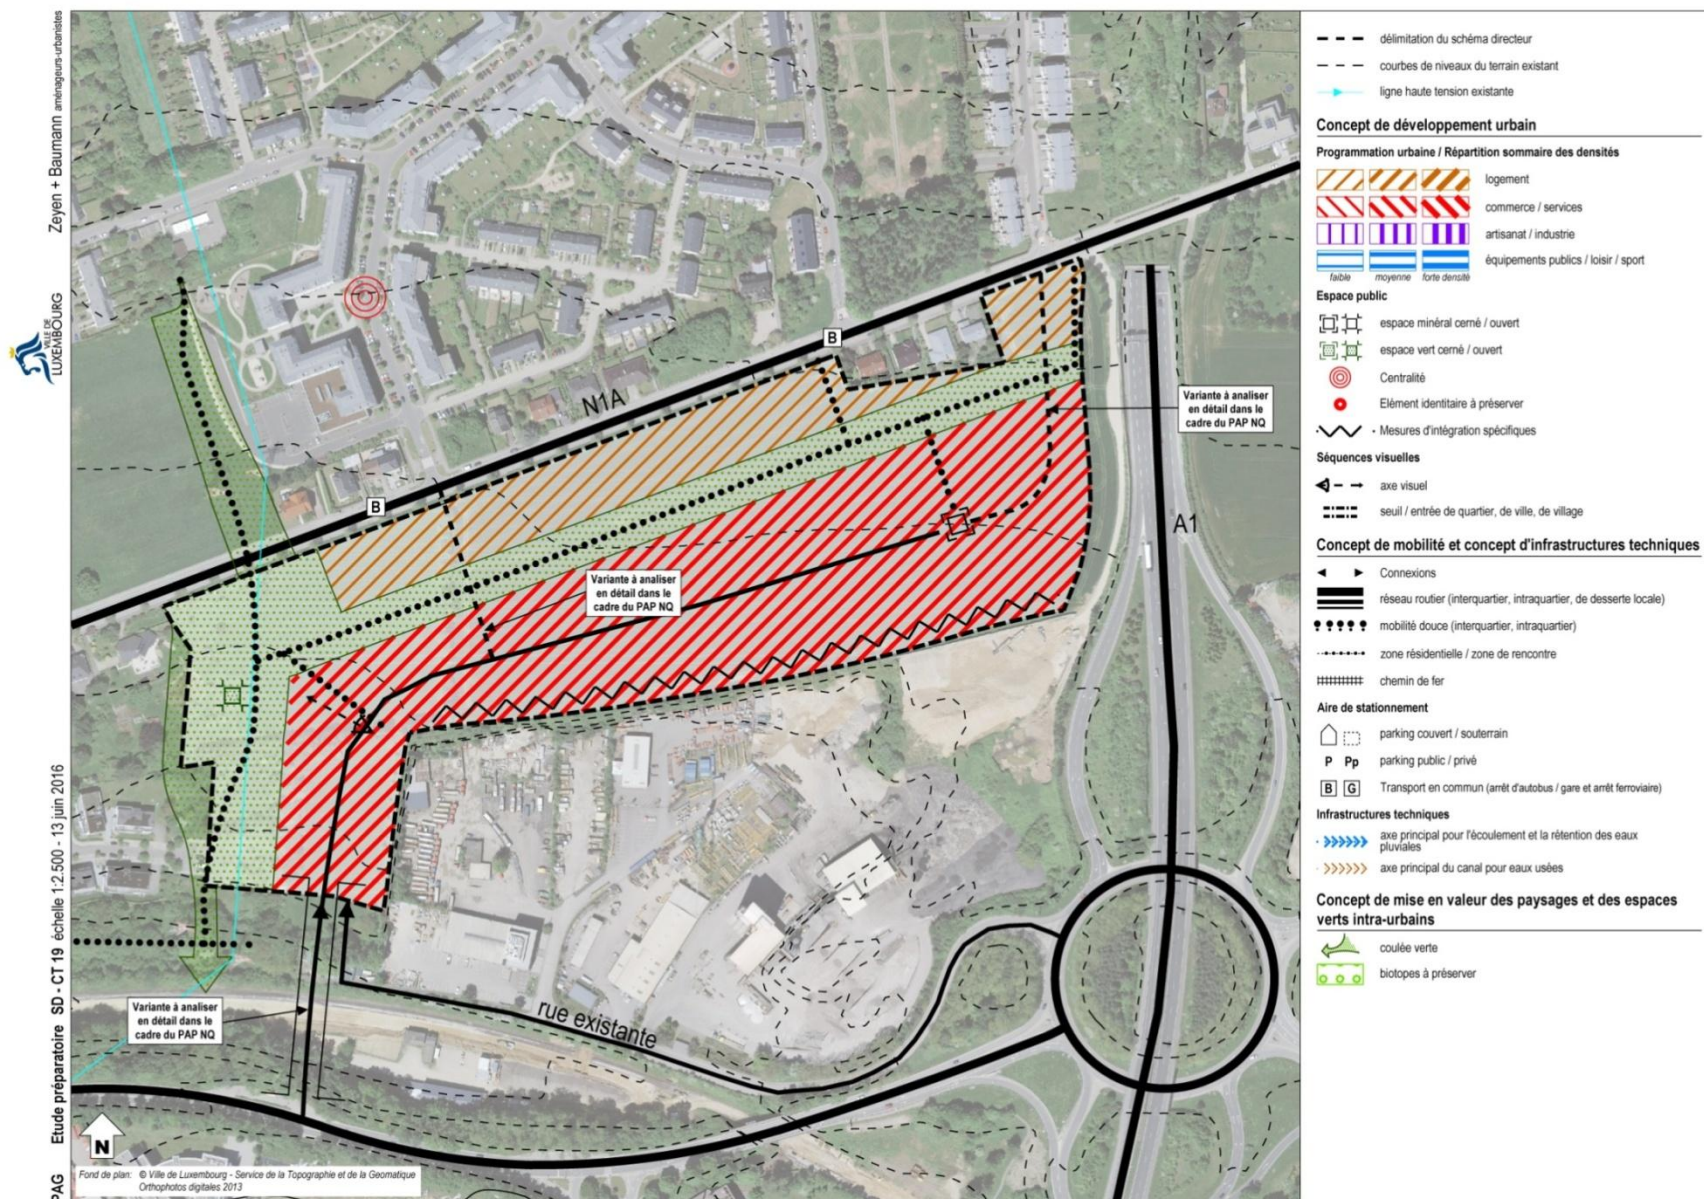 Zeyen + Baumann aménageurs-urbanistes
VILLE DE
LUXEMBOURG
PAG Etude préparatoire SD - CT 19 échelle 1:2.500 - 13 juin 2016
B
N1A
B
Variante à analiser
en détail dans le
cadre du PAP NQ
A1
Variante à analiser
en détail dans le
cadre du PAP NQ
Variante à analiser
en détail dans le
cadre du PAP NQ
rue existante
N
Fond de plan: © Ville de Luxembourg - Service de la Topographie et de la Geomatique
Orthophotos digitales 2013
délimitation du schéma directeur
courbes de niveaux du terrain existant
ligne haute tension existante
Concept de développement urbain
Programmation urbaine / Répartition sommaire des densités
logement
commerce / services
artisanat / industrie
équipements publics / loisir / sport
faible moyenne forte densité
Espace public
espace minéral cerné / ouvert
espace vert cerné / ouvert
Centralité
Elément identitaire à préserver
Mesures d'intégration spécifiques
Séquences visuelles
axe visuel
seuil / entrée de quartier, de ville, de village
Concept de mobilité et concept d'infrastructures techniques
Connexions
réseau routier (interquartier, intraquartier, de desserte locale)
mobilité douce (interquartier, intraquartier)
zone résidentielle / zone de rencontre
chemin de fer
Aire de stationnement
parking couvert / souterrain
P Pp parking public / privé
B G Transport en commun (arrêt d'autobus / gare et arrêt ferroviaire)
Infrastructures techniques
axe principal pour l'écoulement et la rétention des eaux
pluviales
axe principal du canal pour eaux usées
Concept de mise en valeur des paysages et des espaces
verts intra-urbains
coulée verte
biotopes à préserver